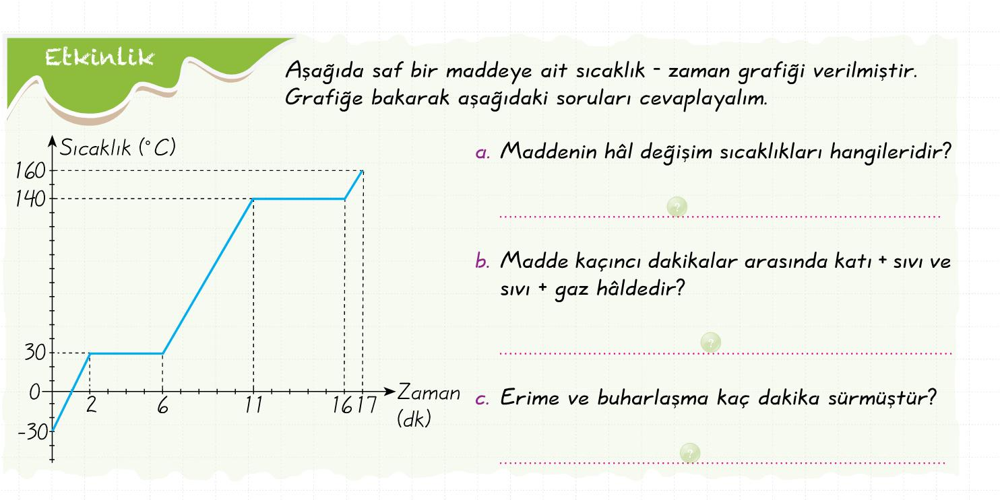 Etkinlik
Aşağıda saf bir maddeye ait sıcaklık - zaman grafiği verilmiştir.
Grafiğe bakarak aşağıdaki soruları cevaplayalım.
Sıcaklık (°C)
160
140
30
0
-30
2 6 11 16 17
Zaman
(dk)
a. Maddenin hâl değişim sıcaklıkları hangileridir?
?
b. Madde kaçıncı dakikalar arasında katı + sıvı ve
sıvı + gaz hâldedir?
?
c. Erime ve buharlaşma kaç dakika sürmüştür?
?